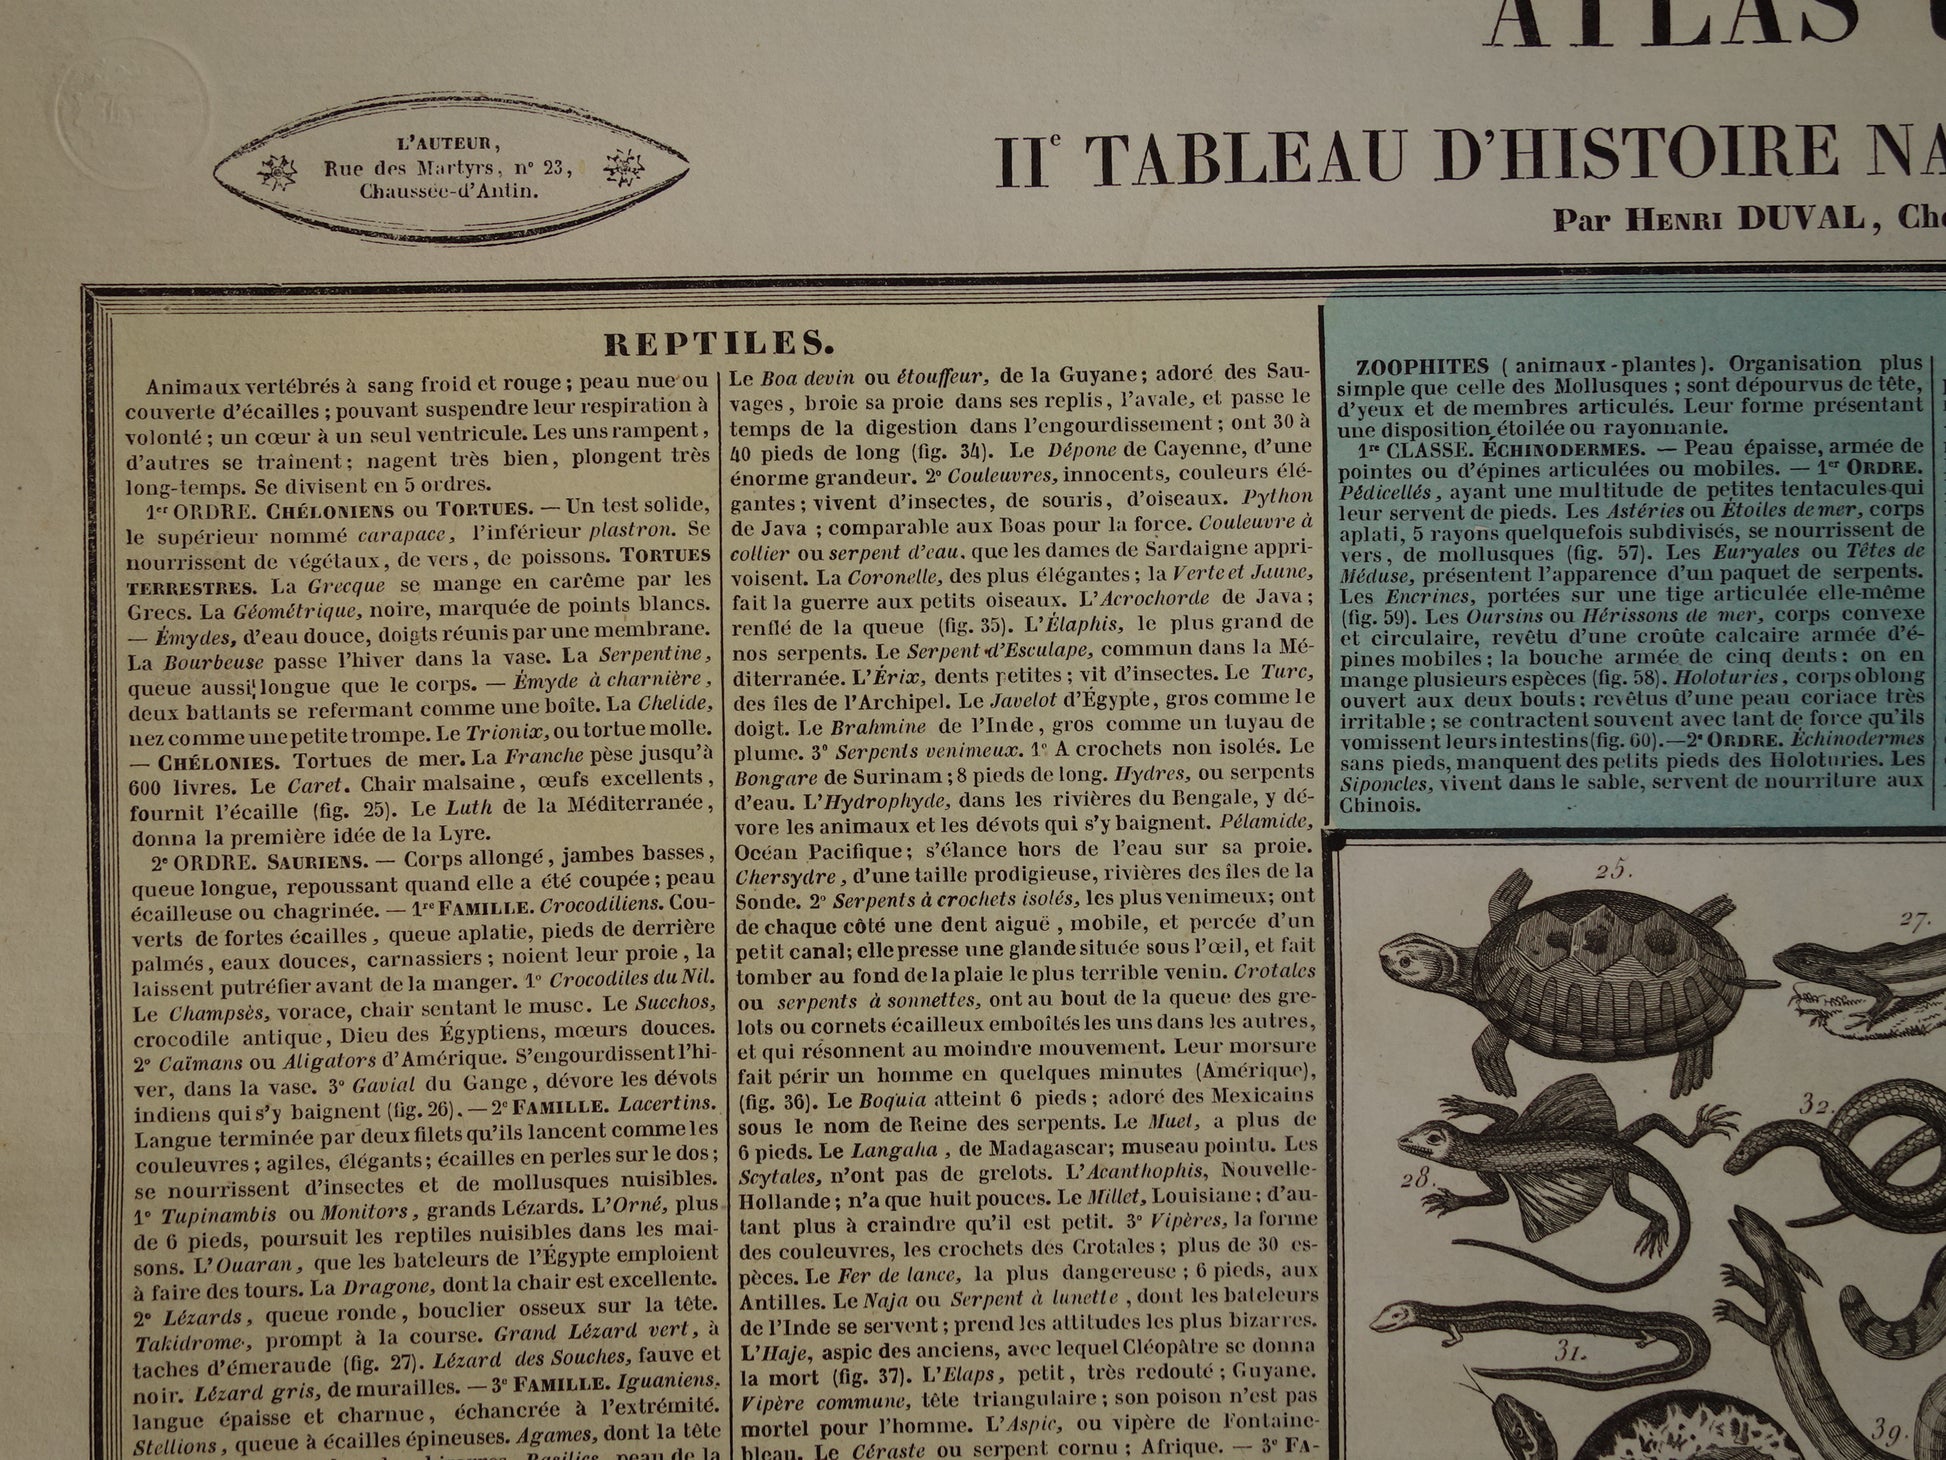 ATLAS
L'AUTEUR,
Rue des Martyrs, n° 23,
Chaussée-d'Antin.
IIe TABLEAU D'HISTOIRE
Par HENRI DUVAL,
REPTILES.
Animaux vertébrés à sang froid et rouge ; peau nue ou
couverte d'écailles ; pouvant suspendre leur respiration à
volonté ; un cœur à un seul ventricule. Les uns rampent,
d'autres se traînent ; nagent très bien, plongent très
long-temps. Se divisent en 5 ordres.
1er ORDRE. CHÉLONIENS ou TORTUES. — Un test solide,
le supérieur nommé carapace, l'inférieur plastron. Se
nourrissent de végétaux, de vers, de poissons. TORTUES
TERRESTRES. La Grecque se mange en carême par les
Grecs. La Géométrique, noire, marquée de points blancs.
— Émydes, d'eau douce, doigts réunis par une membrane.
La Bourbeuse passe l'hiver dans la vase. La Serpentine,
queue aussi longue que le corps. — Émyde à charnière,
deux battants se refermant comme une boîte. La Chelide,
nez comme une petite trompe. Le Trionix, ou tortue molle.
— CHÉLONIES. Tortues de mer. La Franche pèse jusqu'à
600 livres. Le Caret. Chair malsaine, œufs excellents,
fournit l'écaille (fig. 25). Le Luth de la Méditerranée,
donna la première idée de la Lyre.
2e ORDRE. SAURIENS. — Corps allongé, jambes basses,
queue longue, repoussant quand elle a été coupée ; peau
écailleuse ou chagrinée. — 1re FAMILLE. Crocodiliens. Cou-
verts de fortes écailles, queue aplatie, pieds de derrière
palmés, eaux douces, carnassiers ; noient leur proie, la
laissent putréfier avant de la manger. 1° Crocodiles du Nil.
Le Champsès, vorace, chair sentant le musc. Le Succhos,
crocodile antique, Dieu des Égyptiens, mœurs douces.
2° Caïmans ou Aligators d'Amérique. S'engourdissent l'hi-
ver, dans la vase. 3° Gavial du Gange, dévore les dévots
indiens qui s'y baignent (fig. 26). — 2e FAMILLE. Lacertins.
Langue terminée par deux filets qu'ils lancent comme les
couleuvres ; agiles, élégants ; écailles en perles sur le dos ;
se nourrissent d'insectes et de mollusques nuisibles.
1° Tupinambis ou Monitors, grands Lézards. L'Orné, plus
de 6 pieds, poursuit les reptiles nuisibles dans les mai-
sons. L'Ouaran, que les bateleurs de l'Égypte emploient
à faire des tours. La Dragone, dont la chair est excellente.
2° Lézards, queue ronde, bouclier osseux sur la tête.
Takidrome, prompt à la course. Grand Lézard vert, à
taches d'émeraude (fig. 27). Lézard des Souches, fauve et
noir. Lézard gris, de murailles. — 3e FAMILLE. Iguaniens,
langue épaisse et charnue, échancrée à l'extrémité.
Stellions, queue à écailles épineuses. Agames, dont la tête
Basilics, peau de la
Le Boa devin ou étouffeur, de la Guyane ; adoré des Sau-
vages, broie sa proie dans ses replis, l'avale, et passe le
temps de la digestion dans l'engourdissement ; ont 30 à
40 pieds de long (fig. 34). Le Dépone de Cayenne, d'une
énorme grandeur. 2° Couleuvres, innocents, couleurs élé-
gantes ; vivent d'insectes, de souris, d'oiseaux. Python
de Java ; comparable aux Boas pour la force. Couleuvre à
collier ou serpent d'eau, que les dames de Sardaigne appri-
voisent. La Coronelle, des plus élégantes ; la Verte et Jaune,
fait la guerre aux petits oiseaux. L'Acrochorde de Java ;
renflé de la queue (fig. 35). L'Élaphis, le plus grand de
nos serpents. Le Serpent d'Esculape, commun dans la Mé-
diterranée. L'Érix, dents petites ; vit d'insectes. Le Turc,
des îles de l'Archipel. Le Javelot d'Égypte, gros comme le
doigt. Le Brahmine de l'Inde, gros comme un tuyau de
plume. 3° Serpents venimeux. 1° A crochets non isolés. Le
Bongare de Surinam ; 8 pieds de long. Hydres, ou serpents
d'eau. L'Hydrophyde, dans les rivières du Bengale, y dé-
vore les animaux et les dévots qui s'y baignent. Pélamide,
Océan Pacifique ; s'élance hors de l'eau sur sa proie.
Chersydre, d'une taille prodigieuse, rivières des îles de la
Sonde. 2° Serpents à crochets isolés, les plus venimeux ; ont
de chaque côté une dent aiguë, mobile, et percée d'un
petit canal ; elle presse une glande située sous l'œil, et fait
tomber au fond de la plaie le plus terrible venin. Crotales
ou serpents à sonnettes, ont au bout de la queue des gre-
lots ou cornets écailleux emboîtés les uns dans les autres,
et qui résonnent au moindre mouvement. Leur morsure
fait périr un homme en quelques minutes (Amérique),
(fig. 36). Le Boquia atteint 6 pieds ; adoré des Mexicains
sous le nom de Reine des serpents. Le Muet, a plus de
6 pieds. Le Langaha, de Madagascar; museau pointu. Les
Scytales, n'ont pas de grelots. L'Acanthophis, Nouvelle-
Hollande ; n'a que huit pouces. Le Millet, Louisiane ; d'au-
tant plus à craindre qu'il est petit. 3° Vipères, la forme
des couleuvres, les crochets des Crotales ; plus de 30 es-
pèces. Le Fer de lance, la plus dangereuse ; 6 pieds, aux
Antilles. Le Naja ou Serpent à lunette, dont les bateleurs
de l'Inde se servent ; prend les attitudes les plus bizarres.
L'Haje, aspic des anciens, avec lequel Cléopâtre se donna
la mort (fig. 37). L'Elaps, petit, très redouté ; Guyane.
Vipère commune, tête triangulaire ; son poison n'est pas
mortel pour l'homme. L'Aspic, ou vipère de Fontaine-
bleau. Le Céraste ou serpent cornu ; Afrique. — 3e FA-
ZOOPHITES (animaux-plantes). Organisation plus
simple que celle des Mollusques ; sont dépourvus de tête,
d'yeux et de membres articulés. Leur forme présentant
une disposition étoilée ou rayonnante.
1re CLASSE. ÉCHINODERMES. — Peau épaisse, armée de
pointes ou d'épines articulées ou mobiles. — 1er ORDRE.
Pédicellés, ayant une multitude de petites tentacules qui
leur servent de pieds. Les Astéries ou Étoiles de mer, corps
aplati, 5 rayons quelquefois subdivisés, se nourrissent de
vers, de mollusques (fig. 57). Les Euryales ou Têtes de
Méduse, présentent l'apparence d'un paquet de serpents.
Les Encrines, portées sur une tige articulée elle-même
(fig. 59). Les Oursins ou Hérissons de mer, corps convexe
et circulaire, revêtu d'une croûte calcaire armée d'é-
pines mobiles ; la bouche armée de cinq dents : on en
mange plusieurs espèces (fig. 58). Holoturies, corps oblong
ouvert aux deux bouts ; revêtus d'une peau coriace très
irritable ; se contractent souvent avec tant de force qu'ils
vomissent leurs intestins (fig. 60). — 2e ORDRE. Échinodermes
sans pieds, manquent des petits pieds des Holoturies. Les
Siponcles, vivent dans le sable, servent de nourriture aux
Chinois.
25.
27.
32.
28.
31.
39.